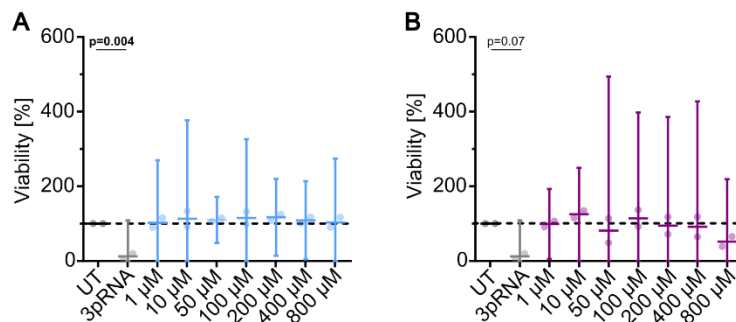 A
Viability [%]
600
400
200
0
p=0.004
UT
3pRNA
1 µM
10 µM
50 µM
100 µM
200 µM
400 µM
800 µM
B
Viability [%]
600
400
200
0
p=0.07
UT
3pRNA
1 µM
10 µM
50 µM
100 µM
200 µM
400 µM
800 µM